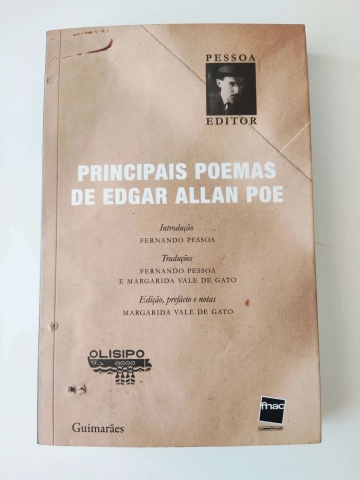 PESSOA
EDITOR
PRINCIPAIS POEMAS
DE EDGAR ALLAN POE
Introdução
FERNANDO PESSOA
Traduções
FERNANDO PESSOA
E MARGARIDA VALE DE GATO
Edição, prefácio e notas
MARGARIDA VALE DE GATO
OLISIPO
fnac
Guimarães